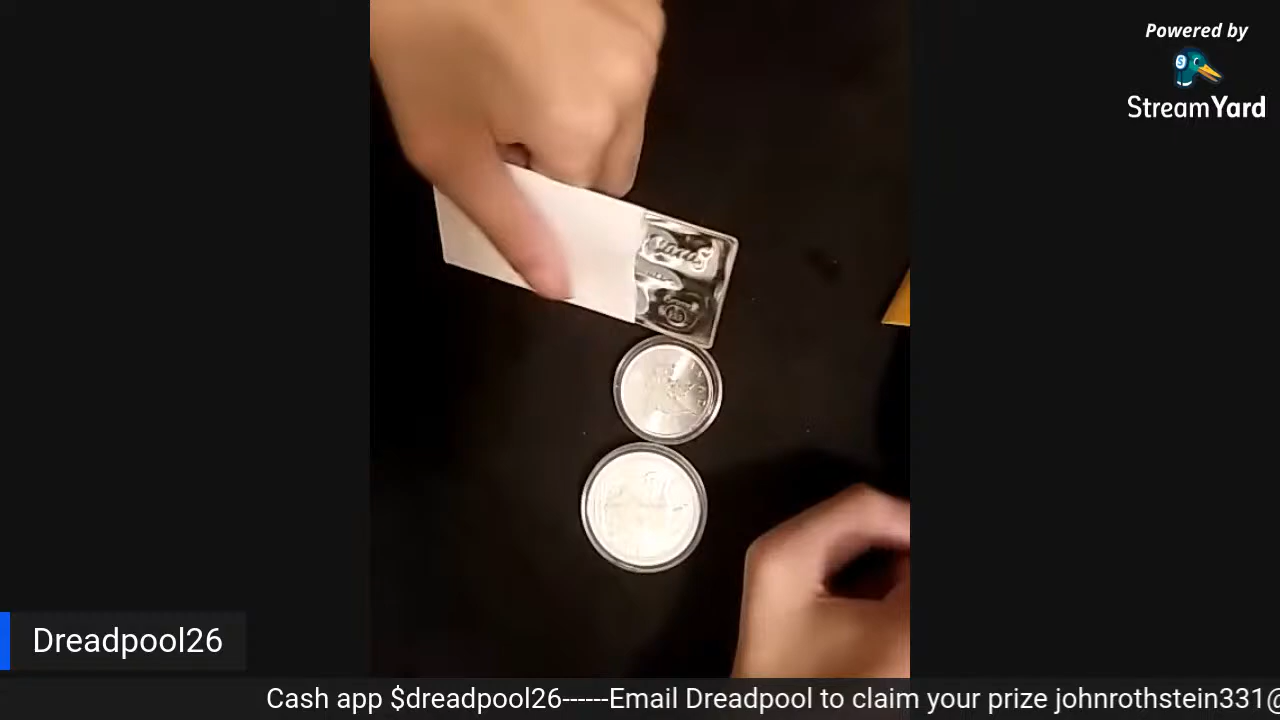 Powered by
StreamYard
Dreadpool26
Cash app $dreadpool26------Email Dreadpool to claim your prize johnrothstein331@